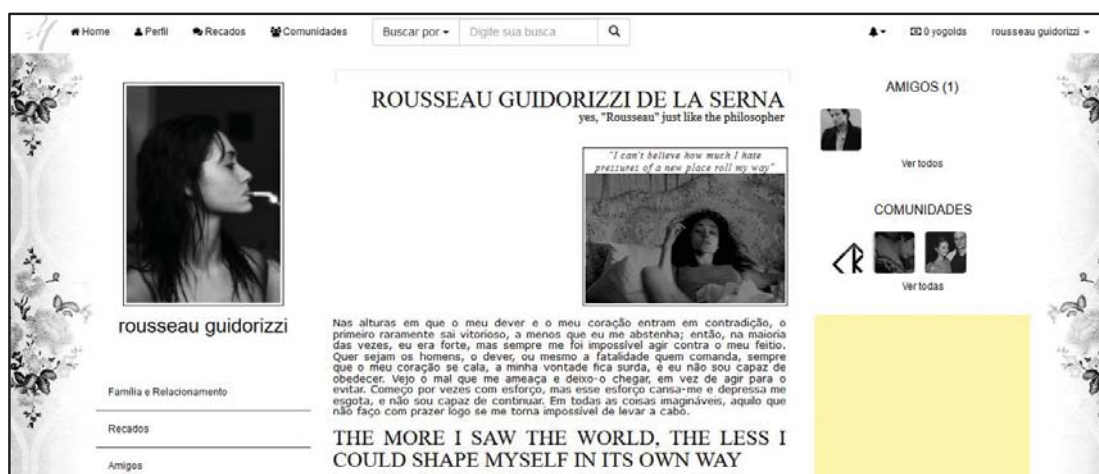 Home Perfil Recados Comunidades Buscar por Digite sua busca 0 yogolds rousseau guidorizzi
rousseau guidorizzi
Família e Relacionamento
Recados
Amigos
ROUSSEAU GUIDORIZZI DE LA SERNA
yes, "Rousseau" just like the philosopher
"I can't believe how much I hate
pressures of a new place roll my way"
Nas alturas em que o meu dever e o meu coração entram em contradição, o
primeiro raramente sai vitorioso, a menos que eu me abstenha; então, na maioria
das vezes, eu era forte, mas sempre me foi impossível agir contra o meu feitio.
Quer sejam os homens, o dever, ou mesmo a fatalidade quem comanda, sempre
que o meu coração se cala, a minha vontade fica surda, e eu não sou capaz de
obedecer. Vejo o mal que me ameaça e deixo-o chegar, em vez de agir para o
evitar. Começo por vezes com esforço, mas esse esforço cansa-me e depressa me
esgota, e não sou capaz de continuar. Em todas as coisas imagináveis, aquilo que
não faço com prazer logo se me torna impossível de levar a cabo.
THE MORE I SAW THE WORLD, THE LESS I
COULD SHAPE MYSELF IN ITS OWN WAY
AMIGOS (1)
Ver todos
COMUNIDADES
Ver todas